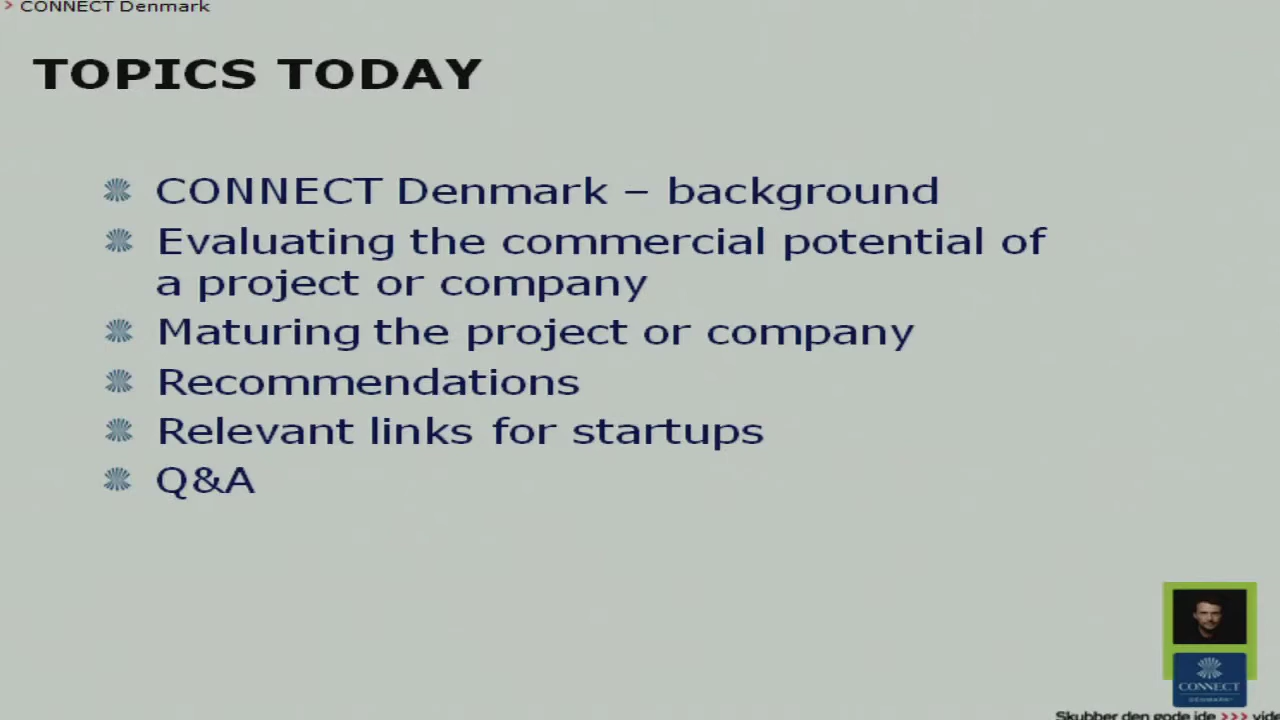 > CONNECT Denmark
TOPICS TODAY
CONNECT Denmark – background
Evaluating the commercial potential of
a project or company
Maturing the project or company
Recommendations
Relevant links for startups
Q&A
CONNECT
DENMARK
Skubber den gode ide >>> vide